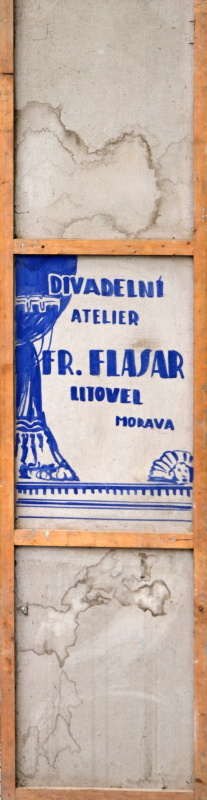 DIVADELNÍ
ATELIER
FR. FLASAR
LITOVEL
MORAVA